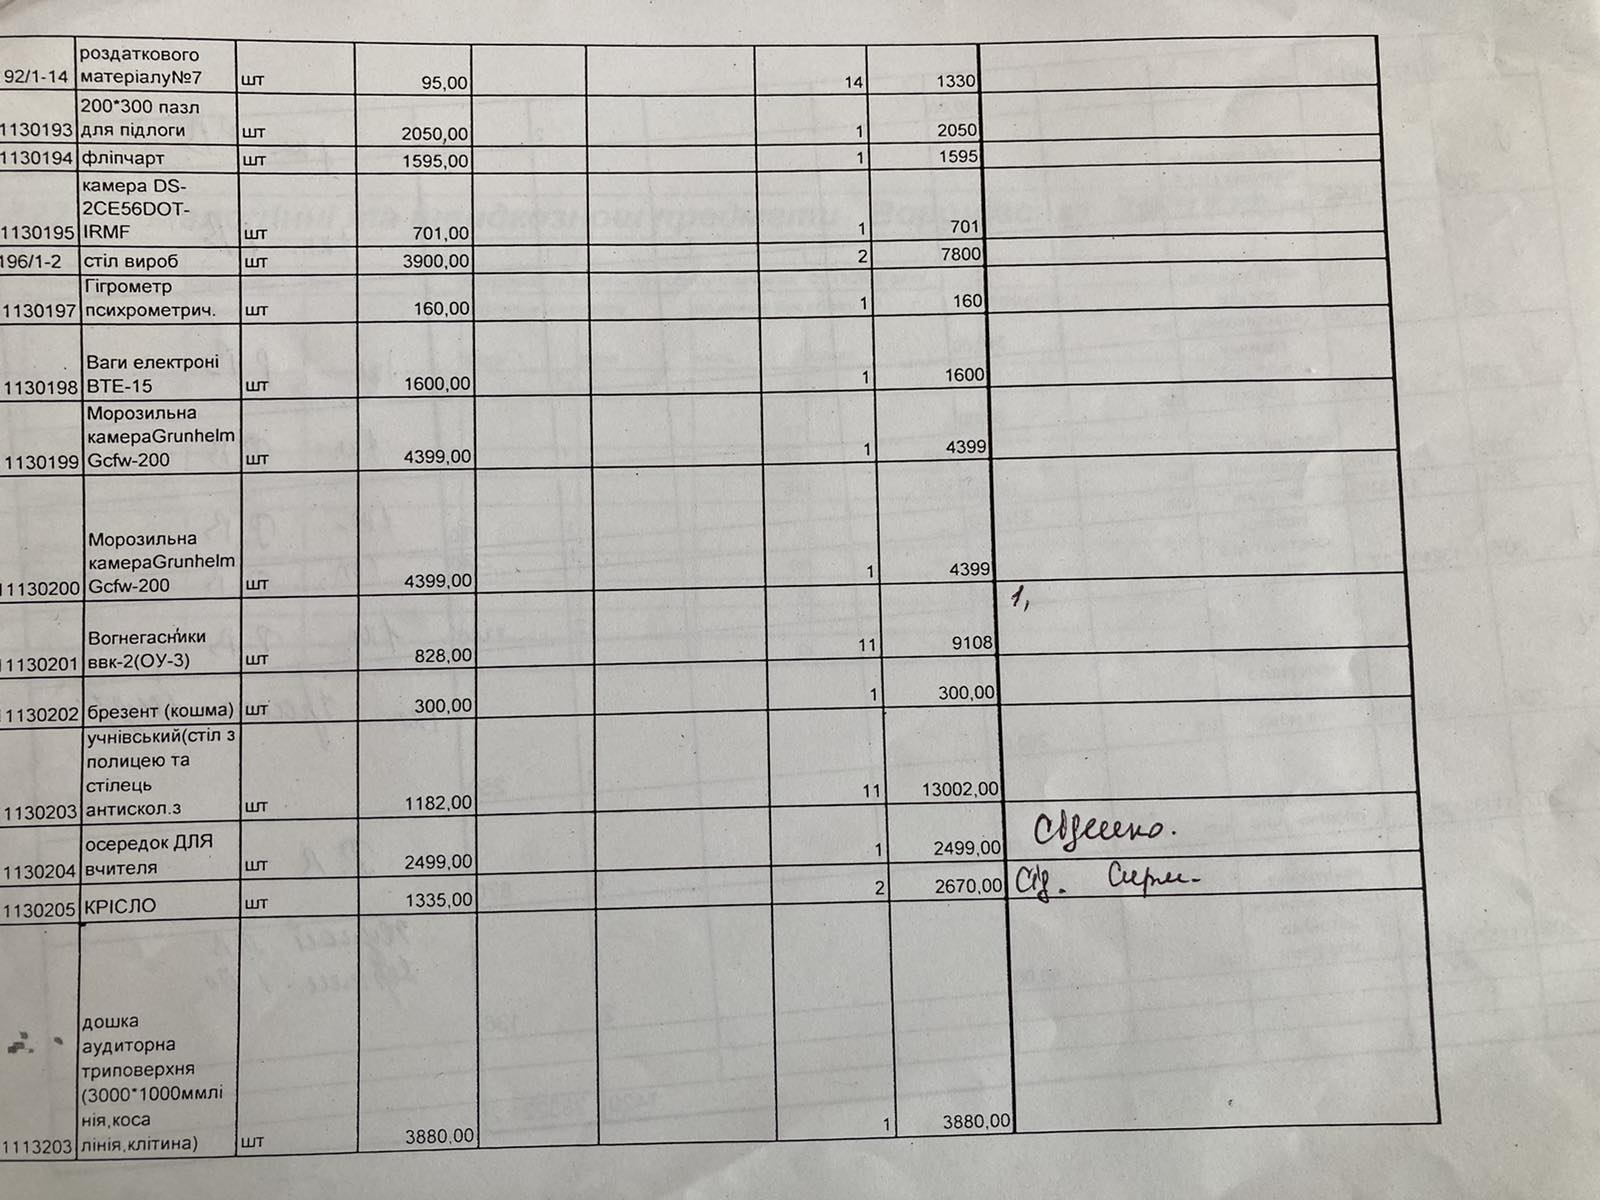 роздаткового
92/1-14 матеріалу№7 шт 95,00 14 1330
200*300 пазл
1130193 для підлоги шт 2050,00 1 2050
1130194 фліпчарт шт 1595,00 1 1595
камера DS-
2CE56DOT-
1130195 IRMF шт 701,00 1 701
196/1-2 стіл вироб шт 3900,00 2 7800
Гігрометр
1130197 психрометрич. шт 160,00 1 160
Ваги електроні
1130198 ВТЕ-15 шт 1600,00 1 1600
Морозильна
камераGrunhelm
1130199 Gcfw-200 шт 4399,00 1 4399
Морозильна
камераGrunhelm
11130200 Gcfw-200 шт 4399,00 1 4399
1,
Вогнегасники
11130201 ввк-2(ОУ-3) шт 828,00 11 9108
11130202 брезент (кошма) шт 300,00 1 300,00
учнівський(стіл з
полицею та
стілець
1130203 антискол.з шт 1182,00 11 13002,00
осередок ДЛЯ
1130204 вчителя шт 2499,00 1 2499,00
1130205 КРІСЛО шт 1335,00 2 2670,00
дошка
аудиторна
триповерхня
(3000*1000ммлі
нія,коса
1113203 лінія,клітина) шт 3880,00 1 3880,00